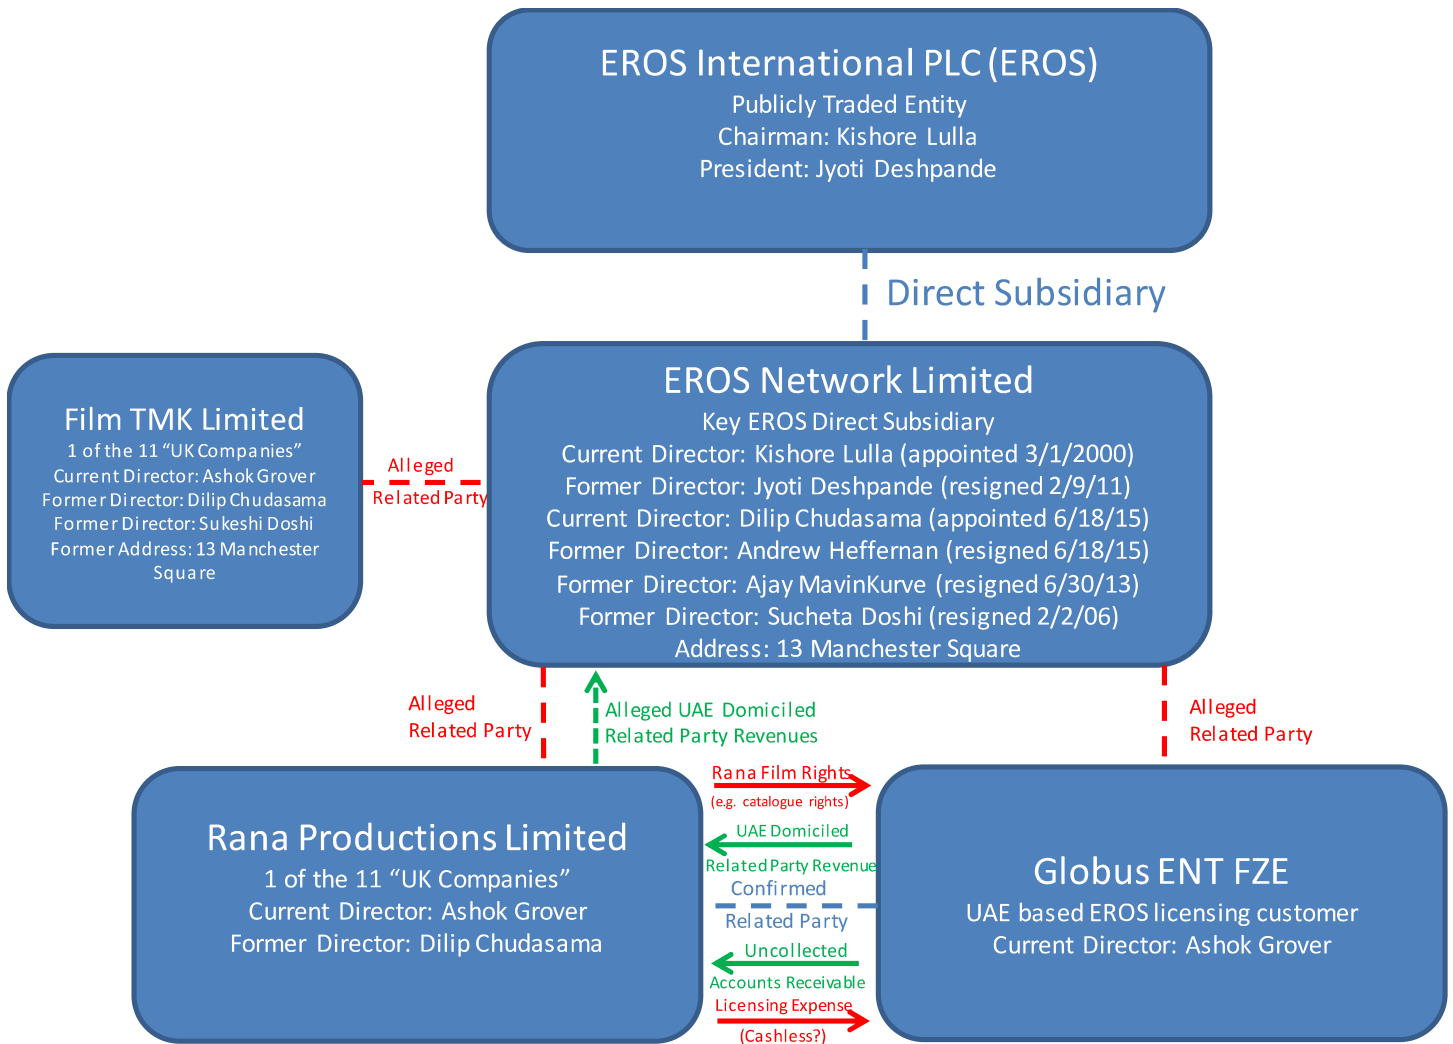 EROS International PLC (EROS)
Publicly Traded Entity
Chairman: Kishore Lulla
President: Jyoti Deshpande
Direct Subsidiary
Film TMK Limited
1 of the 11 “UK Companies”
Current Director: Ashok Grover
Former Director: Dilip Chudasama
Former Director: Sukeshi Doshi
Former Address: 13 Manchester
Square
Alleged
Related Party
EROS Network Limited
Key EROS Direct Subsidiary
Current Director: Kishore Lulla (appointed 3/1/2000)
Former Director: Jyoti Deshpande (resigned 2/9/11)
Current Director: Dilip Chudasama (appointed 6/18/15)
Former Director: Andrew Heffernan (resigned 6/18/15)
Former Director: Ajay MavinKurve (resigned 6/30/13)
Former Director: Sucheta Doshi (resigned 2/2/06)
Address: 13 Manchester Square
Alleged
Related Party
Alleged UAE Domiciled
Related Party Revenues
Alleged
Related Party
Rana Productions Limited
1 of the 11 “UK Companies”
Current Director: Ashok Grover
Former Director: Dilip Chudasama
Rana Film Rights
(e.g. catalogue rights)
UAE Domiciled
Related Party Revenue
Confirmed
Related Party
Uncollected
Accounts Receivable
Licensing Expense
(Cashless?)
Globus ENT FZE
UAE based EROS licensing customer
Current Director: Ashok Grover